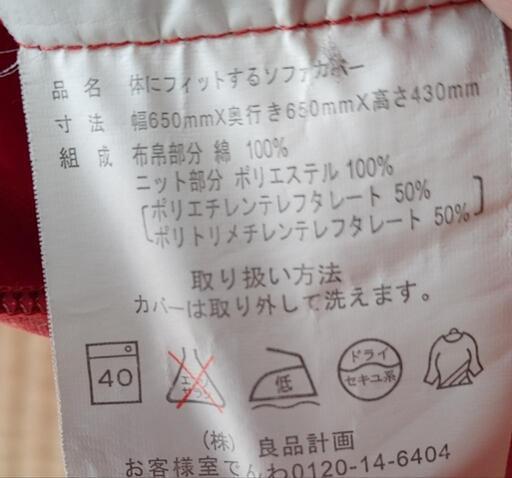 品 名 体にフィットするソファカバー
寸 法 幅650mmX奥行き650mmX高さ430mm
組 成 布帛部分 綿 100%
ニット部分 ポリエステル 100%
[ポリエチレンテレフタレート 50%
ポリトリメチレンテレフタレート 50%]
取り扱い方法
カバーは取り外して洗えます。
40
エンソ
サラシ
低
ドライ
セキユ系
(株) 良品計画
お客様室でんわ0120-14-6404